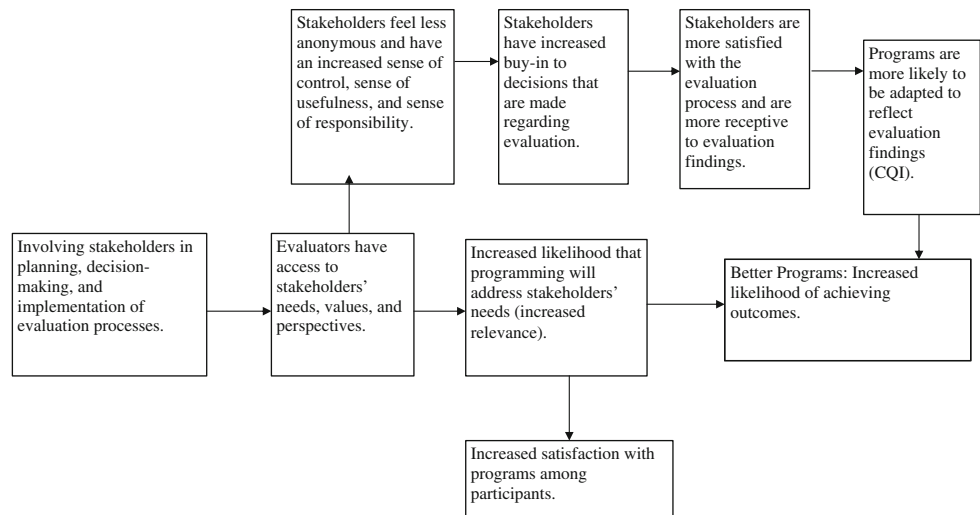 Stakeholders feel less
anonymous and have
an increased sense of
control, sense of
usefulness, and sense
of responsibility.
Stakeholders
have increased
buy-in to
decisions that
are made
regarding
evaluation.
Stakeholders are
more satisfied
with the
evaluation
process and are
more receptive
to evaluation
findings.
Programs are
more likely to
be adapted to
reflect
evaluation
findings
(CQI).
Involving stakeholders in
planning, decision-
making, and
implementation of
evaluation processes.
Evaluators have
access to
stakeholders’
needs, values, and
perspectives.
Increased likelihood that
programming will
address stakeholders’
needs (increased
relevance).
Better Programs: Increased
likelihood of achieving
outcomes.
Increased satisfaction with
programs among
participants.